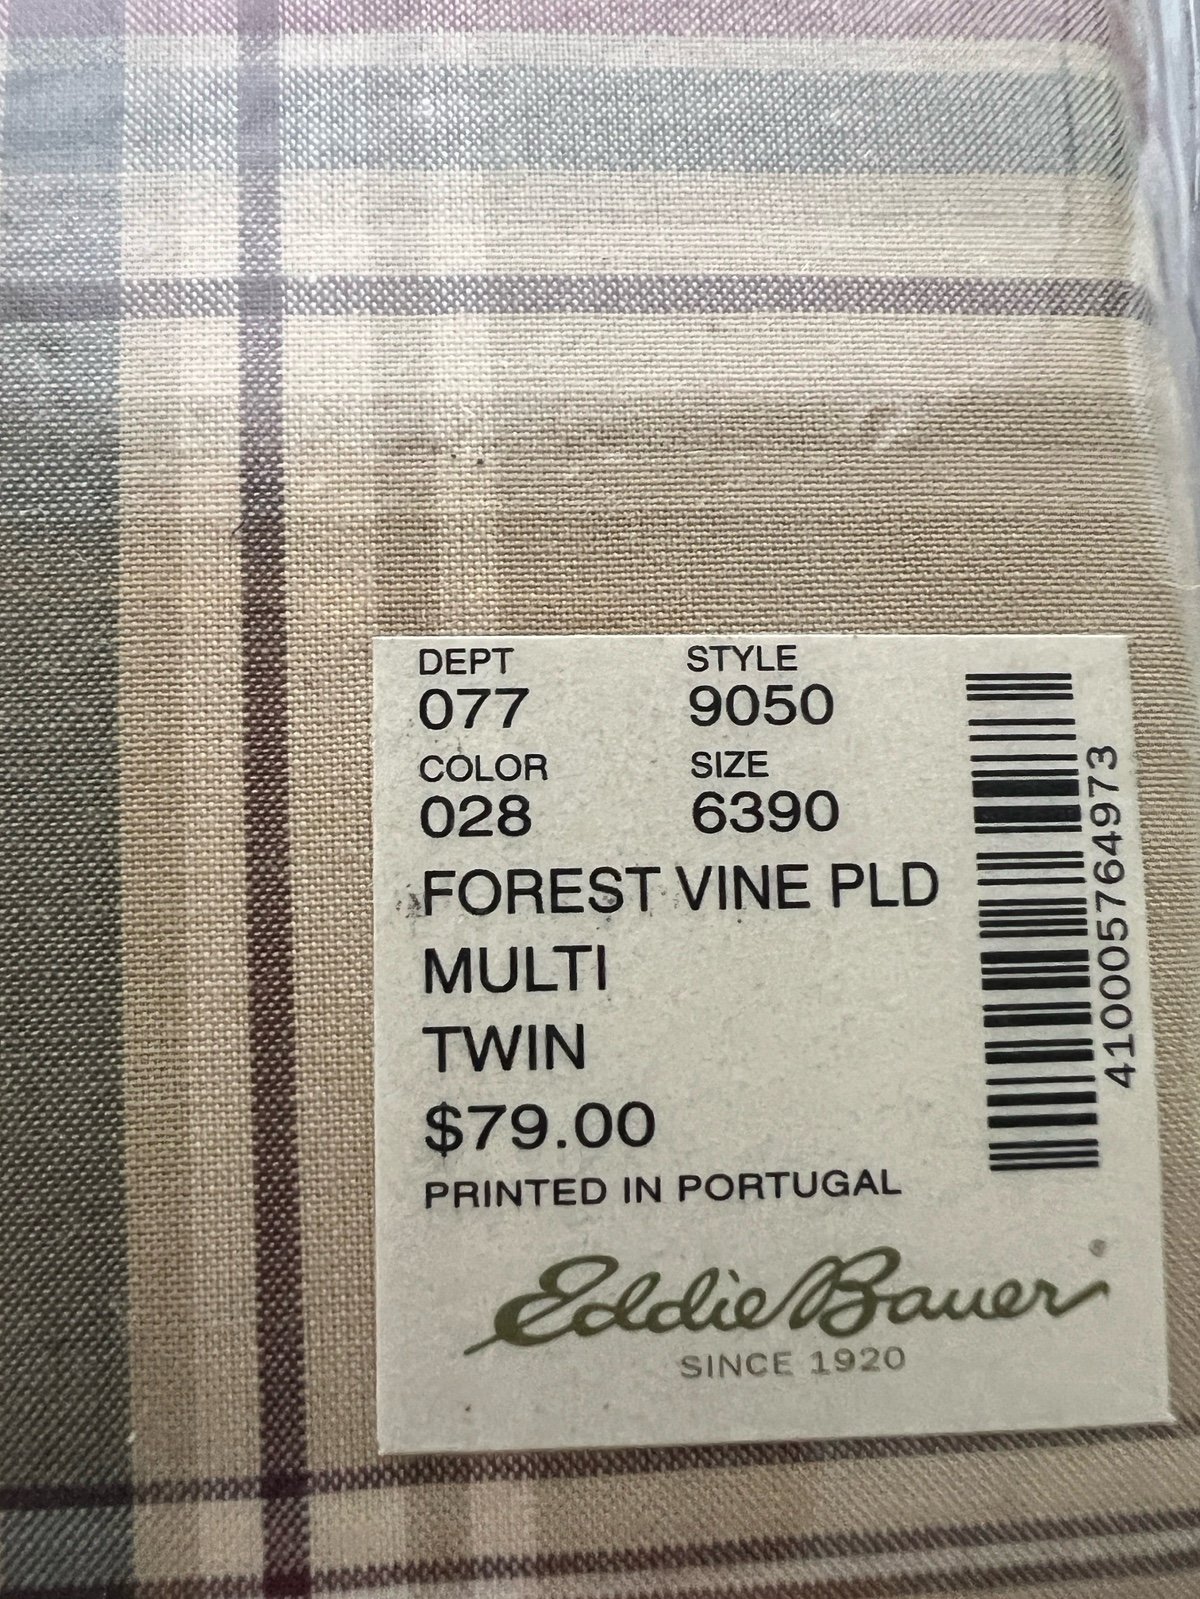 DEPT STYLE
077 9050
COLOR SIZE
028 6390
FOREST VINE PLD
MULTI
TWIN
$79.00
PRINTED IN PORTUGAL
410005764973
Eddie Bauer
SINCE 1920